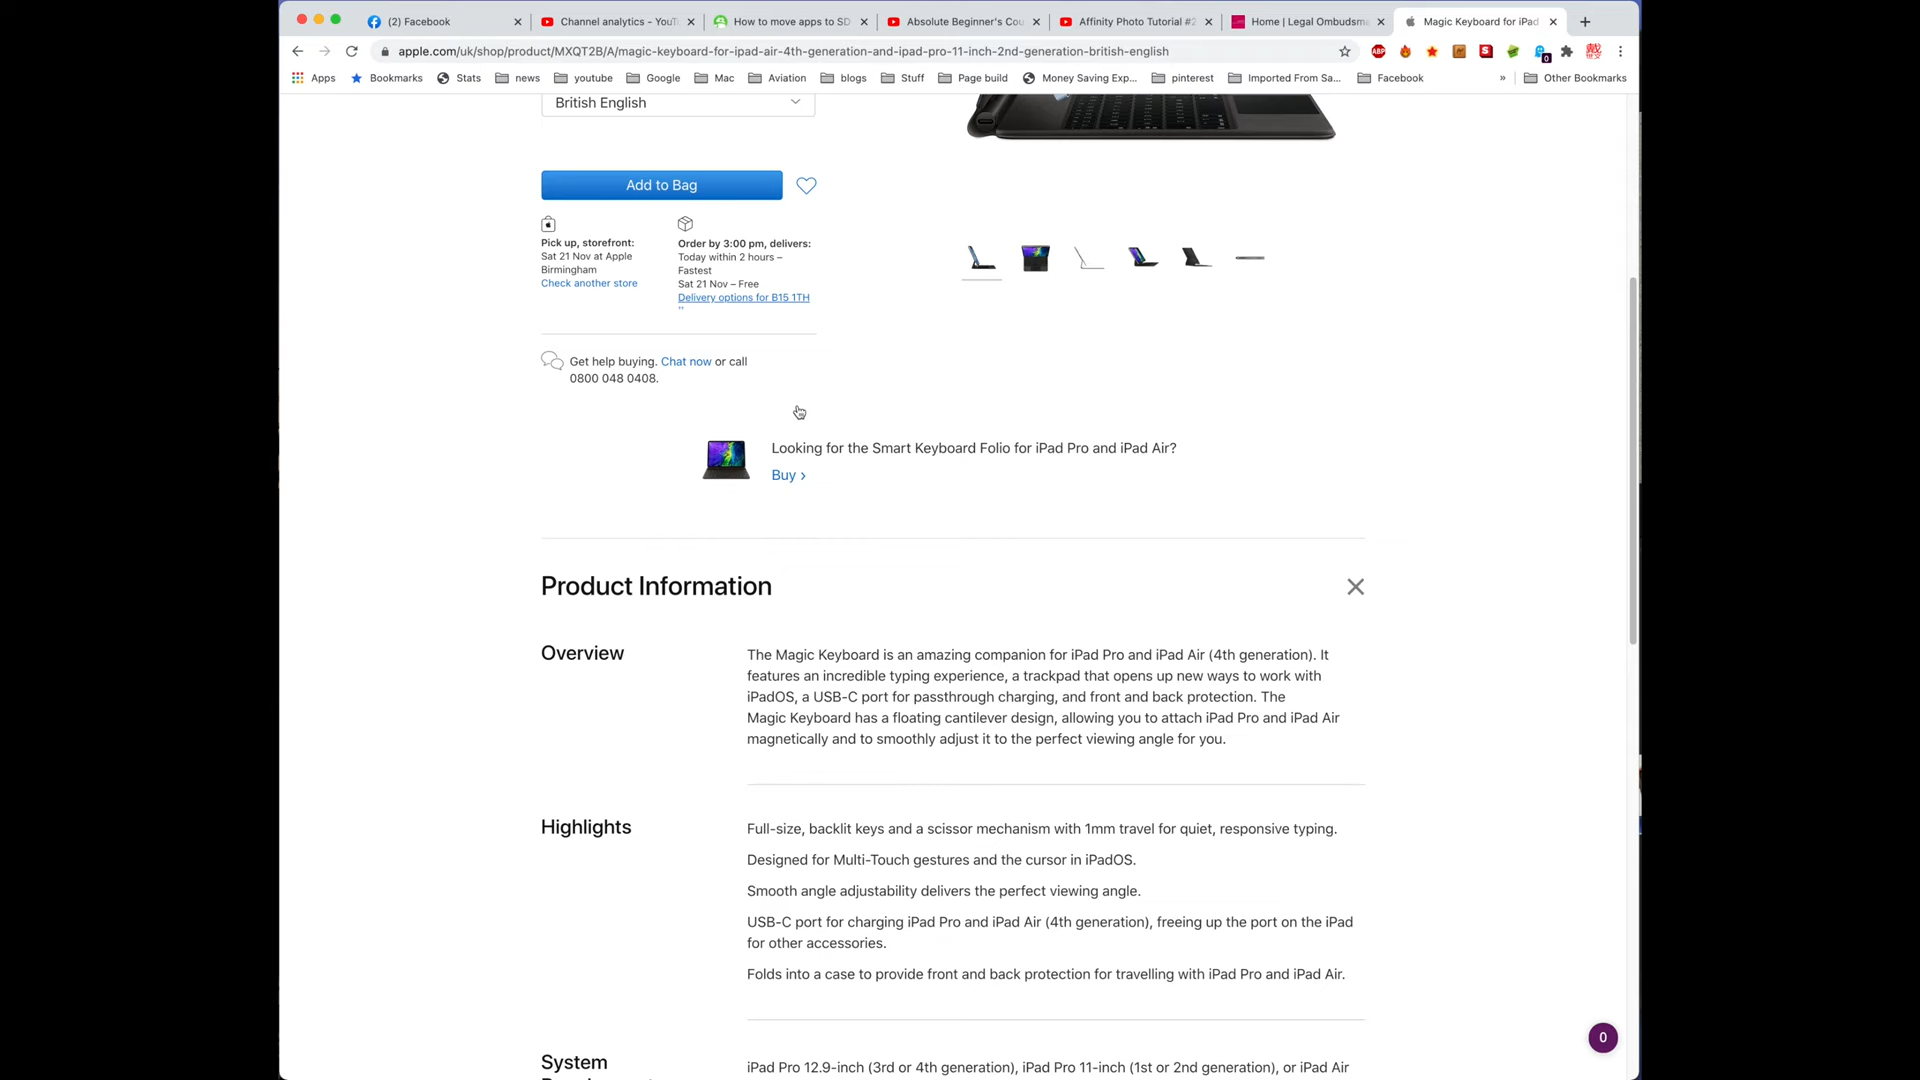 (2) Facebook
Channel analytics - YouT
How to move apps to SD
Absolute Beginner's Cou
Affinity Photo Tutorial #2
Home | Legal Ombudsma
Magic Keyboard for iPad
apple.com/uk/shop/product/MXQT2B/A/magic-keyboard-for-ipad-air-4th-generation-and-ipad-pro-11-inch-2nd-generation-british-english
ABP
0
Apps
Bookmarks
Stats
news
youtube
Google
Mac
Aviation
blogs
Stuff
Page build
Money Saving Exp...
pinterest
Imported From Sa...
Facebook
»
Other Bookmarks
British English
Add to Bag
Pick up, storefront:
Sat 21 Nov at Apple
Birmingham
Check another store
Order by 3:00 pm, delivers:
Today within 2 hours –
Fastest
Sat 21 Nov – Free
Delivery options for B15 1TH
Get help buying. Chat now or call
0800 048 0408.
Looking for the Smart Keyboard Folio for iPad Pro and iPad Air?
Buy ›
Product Information
Overview
The Magic Keyboard is an amazing companion for iPad Pro and iPad Air (4th generation). It
features an incredible typing experience, a trackpad that opens up new ways to work with
iPadOS, a USB-C port for passthrough charging, and front and back protection. The
Magic Keyboard has a floating cantilever design, allowing you to attach iPad Pro and iPad Air
magnetically and to smoothly adjust it to the perfect viewing angle for you.
Highlights
Full-size, backlit keys and a scissor mechanism with 1mm travel for quiet, responsive typing.
Designed for Multi-Touch gestures and the cursor in iPadOS.
Smooth angle adjustability delivers the perfect viewing angle.
USB-C port for charging iPad Pro and iPad Air (4th generation), freeing up the port on the iPad
for other accessories.
Folds into a case to provide front and back protection for travelling with iPad Pro and iPad Air.
System
iPad Pro 12.9-inch (3rd or 4th generation), iPad Pro 11-inch (1st or 2nd generation), or iPad Air
0